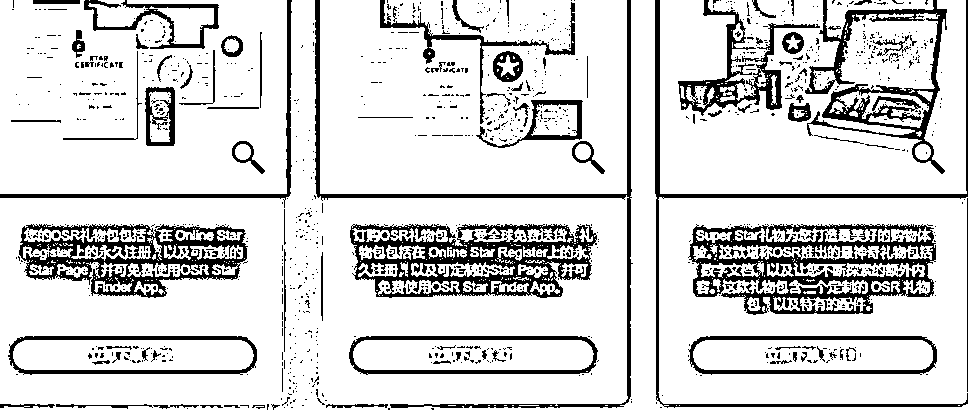 STAR
CERTIFICATE
STAR
CERTIFICATE
您的OSR礼物包包括：在 Online Star
Register上的永久注册，以及可定制的
Star Page，并可免费使用OSR Star
Finder App。
订购OSR礼物包，享受全球免费送货。礼
物包包括在 Online Star Register上的永
久注册，以及可定制的Star Page，并可
免费使用OSR Star Finder App。
Super Star礼物为您打造最美好的购物体
验。这款堪称OSR推出的最神奇礼物包括
数字文档，以及让您不断探索的额外内
容。这款礼物包含一个定制的 OSR 礼物
包，以及特有的配件。